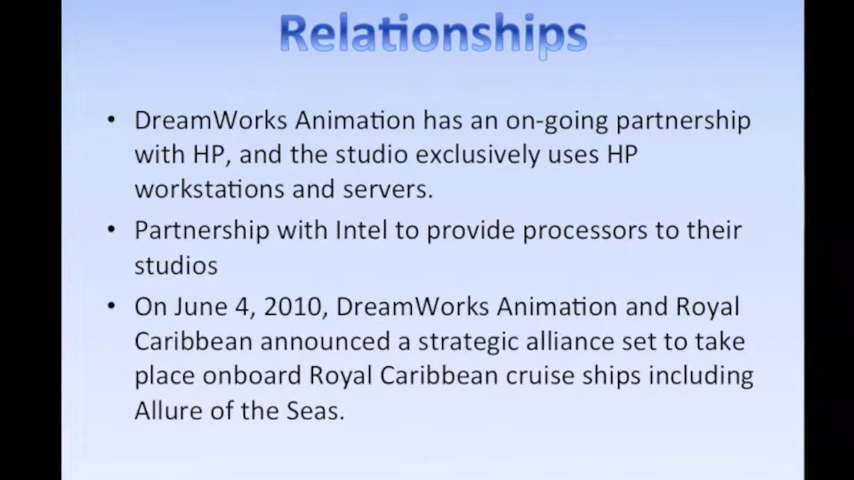 Relationships
• DreamWorks Animation has an on-going partnership
with HP, and the studio exclusively uses HP
workstations and servers.
• Partnership with Intel to provide processors to their
studios
• On June 4, 2010, DreamWorks Animation and Royal
Caribbean announced a strategic alliance set to take
place onboard Royal Caribbean cruise ships including
Allure of the Seas.